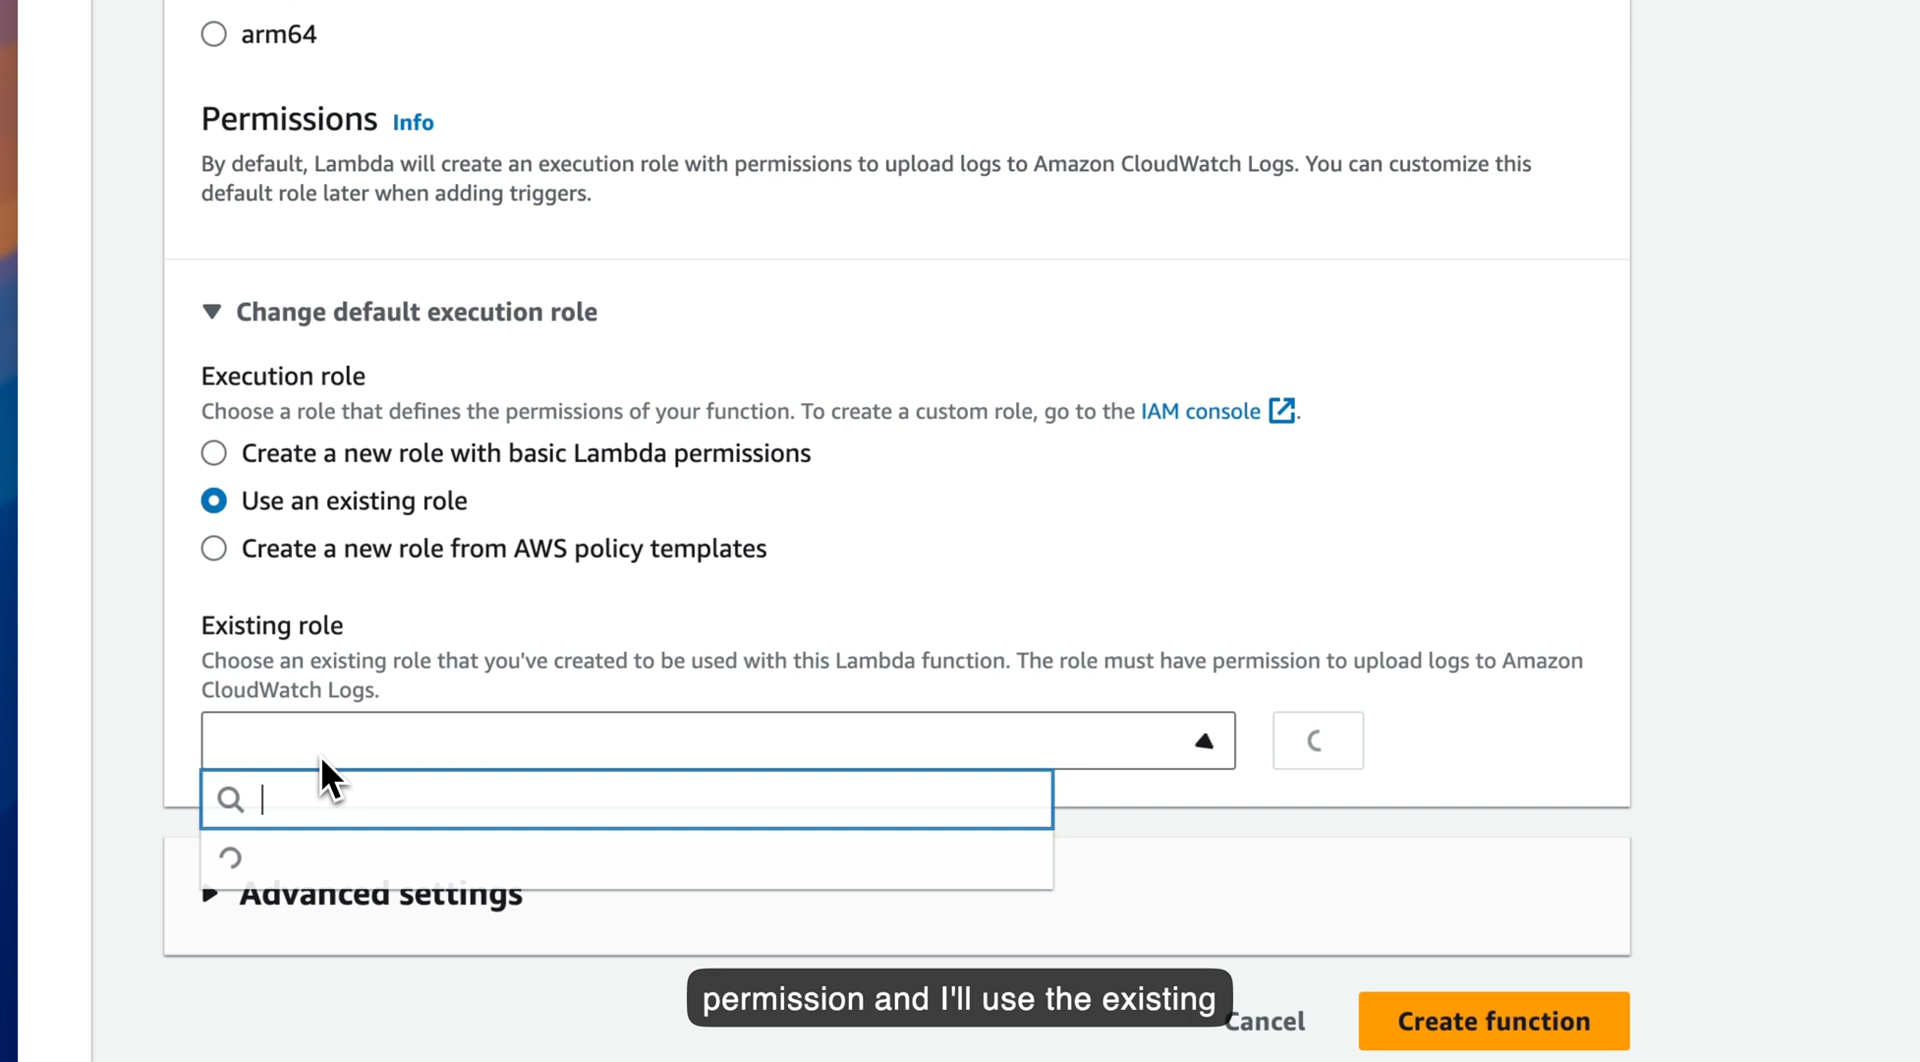 arm64
Permissions Info
By default, Lambda will create an execution role with permissions to upload logs to Amazon CloudWatch Logs. You can customize this
default role later when adding triggers.
Change default execution role
Execution role
Choose a role that defines the permissions of your function. To create a custom role, go to the IAM console.
Create a new role with basic Lambda permissions
Use an existing role
Create a new role from AWS policy templates
Existing role
Choose an existing role that you've created to be used with this Lambda function. The role must have permission to upload logs to Amazon
CloudWatch Logs.
Advanced settings
permission and I'll use the existing
Cancel
Create function